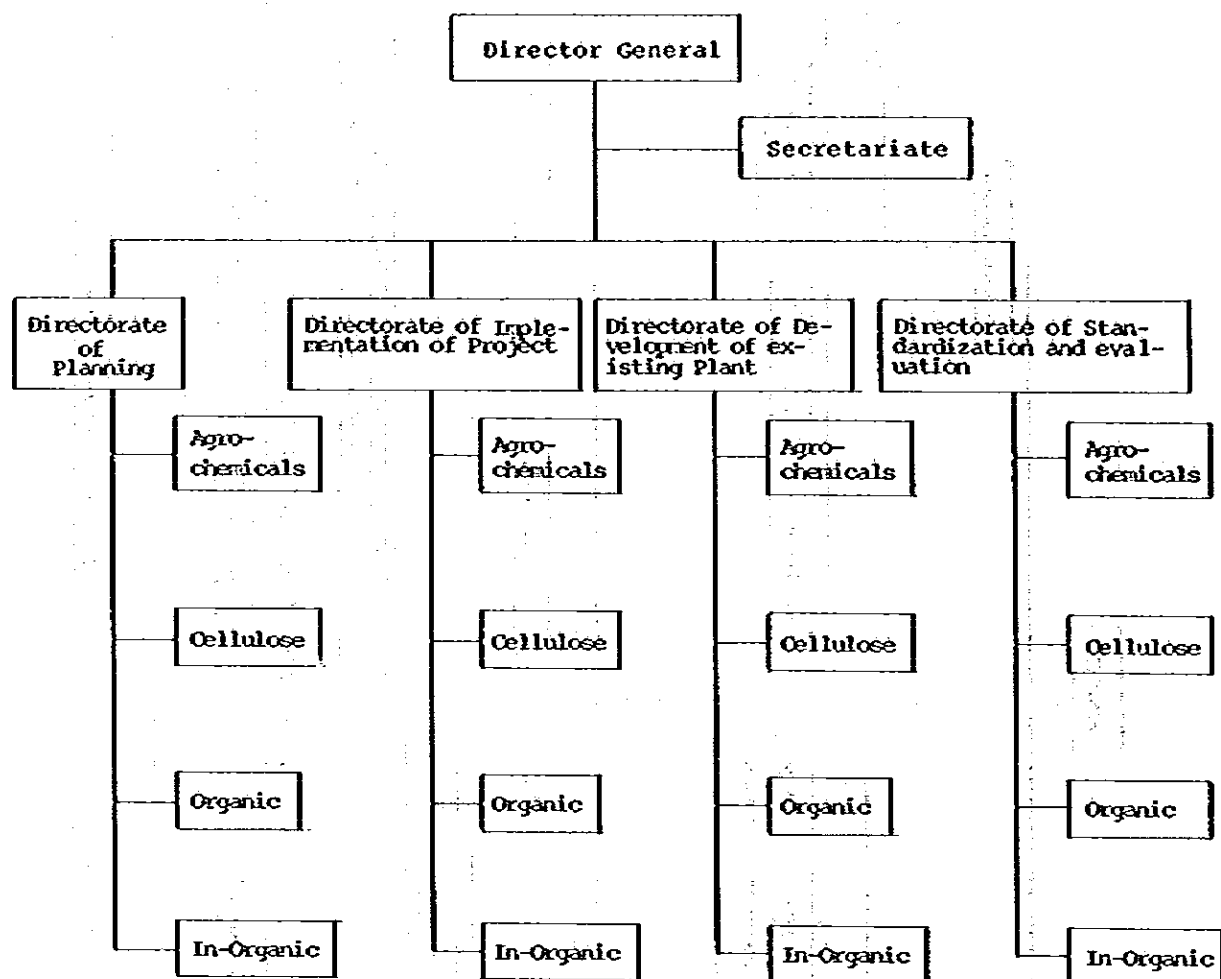 Director General
Secretariate
Directorate
of
Planning
Directorate of Imple-
mentation of Project
Directorate of De-
velopment of ex-
isting Plant
Directorate of Stan-
dardization and eval-
uation
Agro-
chemicals
Agro-
chemicals
Agro-
chemicals
Agro-
chemicals
Cellulose
Cellulose
Cellulose
Cellulose
Organic
Organic
Organic
Organic
In-Organic
In-Organic
In-Organic
In-Organic